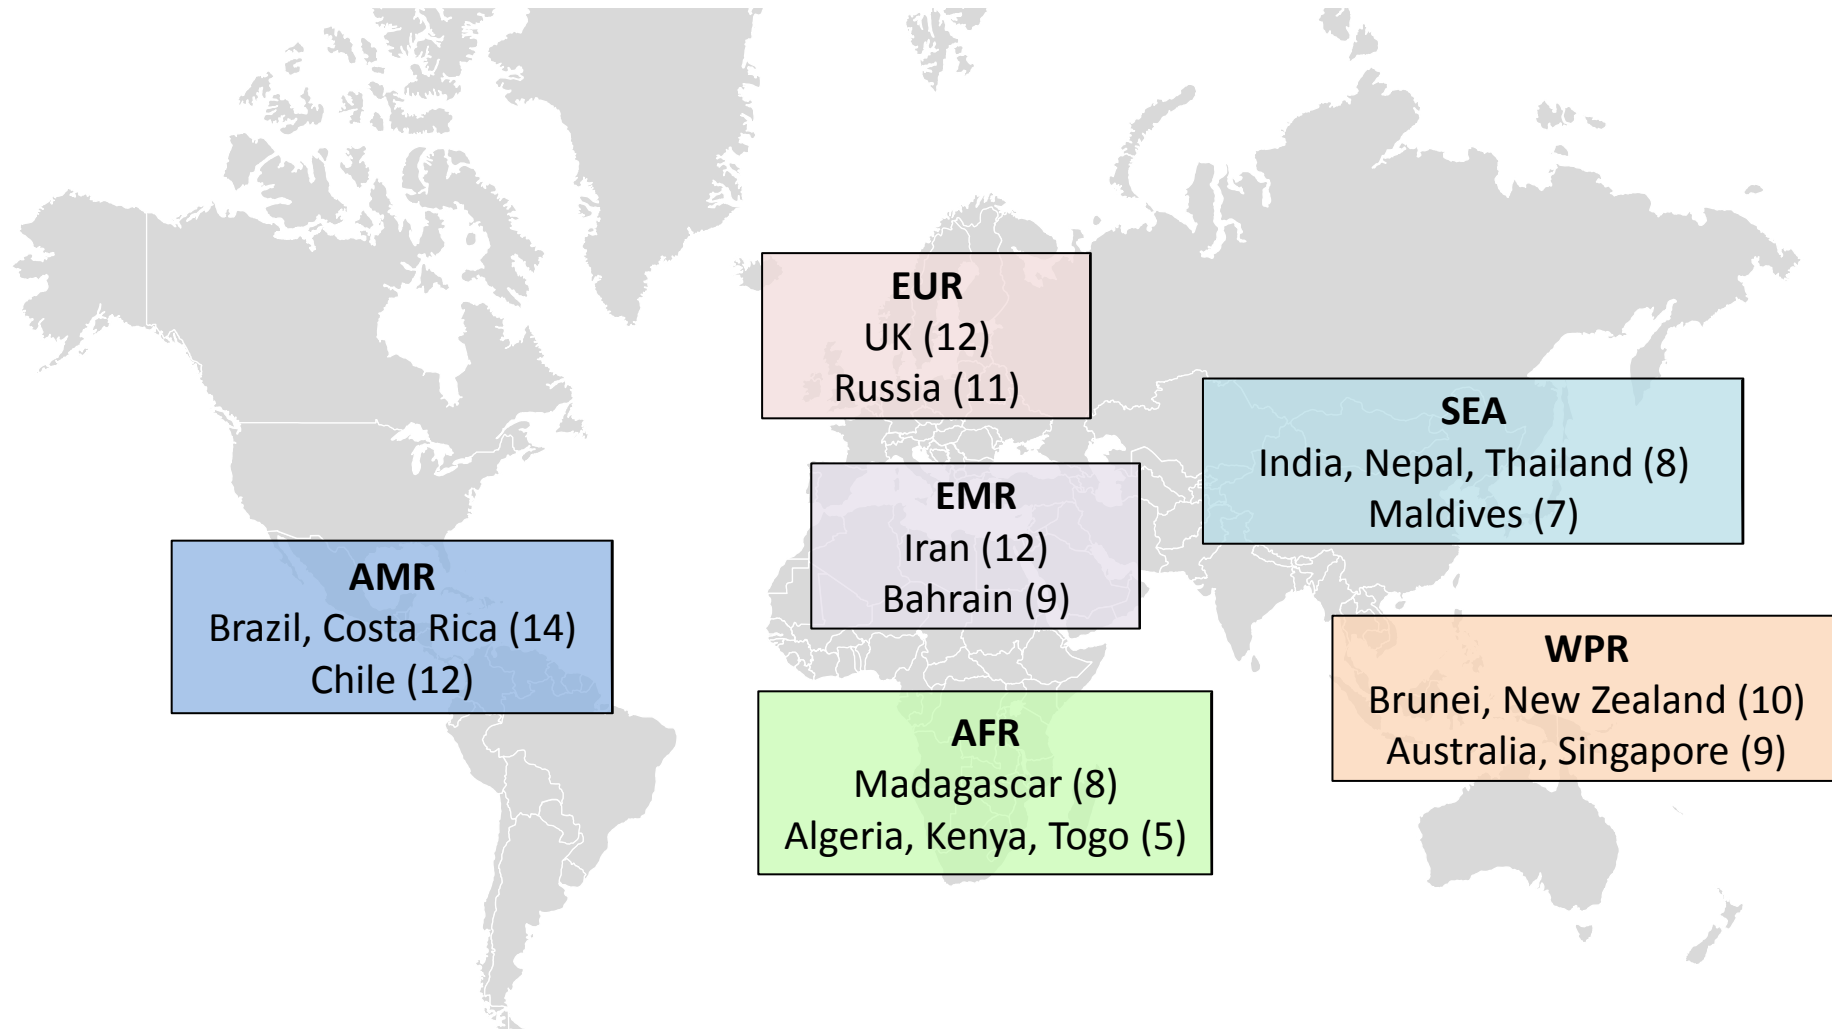 EUR
UK (12)
Russia (11)
SEA
India, Nepal, Thailand (8)
Maldives (7)
EMR
Iran (12)
Bahrain (9)
AMR
Brazil, Costa Rica (14)
Chile (12)
WPR
Brunei, New Zealand (10)
Australia, Singapore (9)
AFR
Madagascar (8)
Algeria, Kenya, Togo (5)